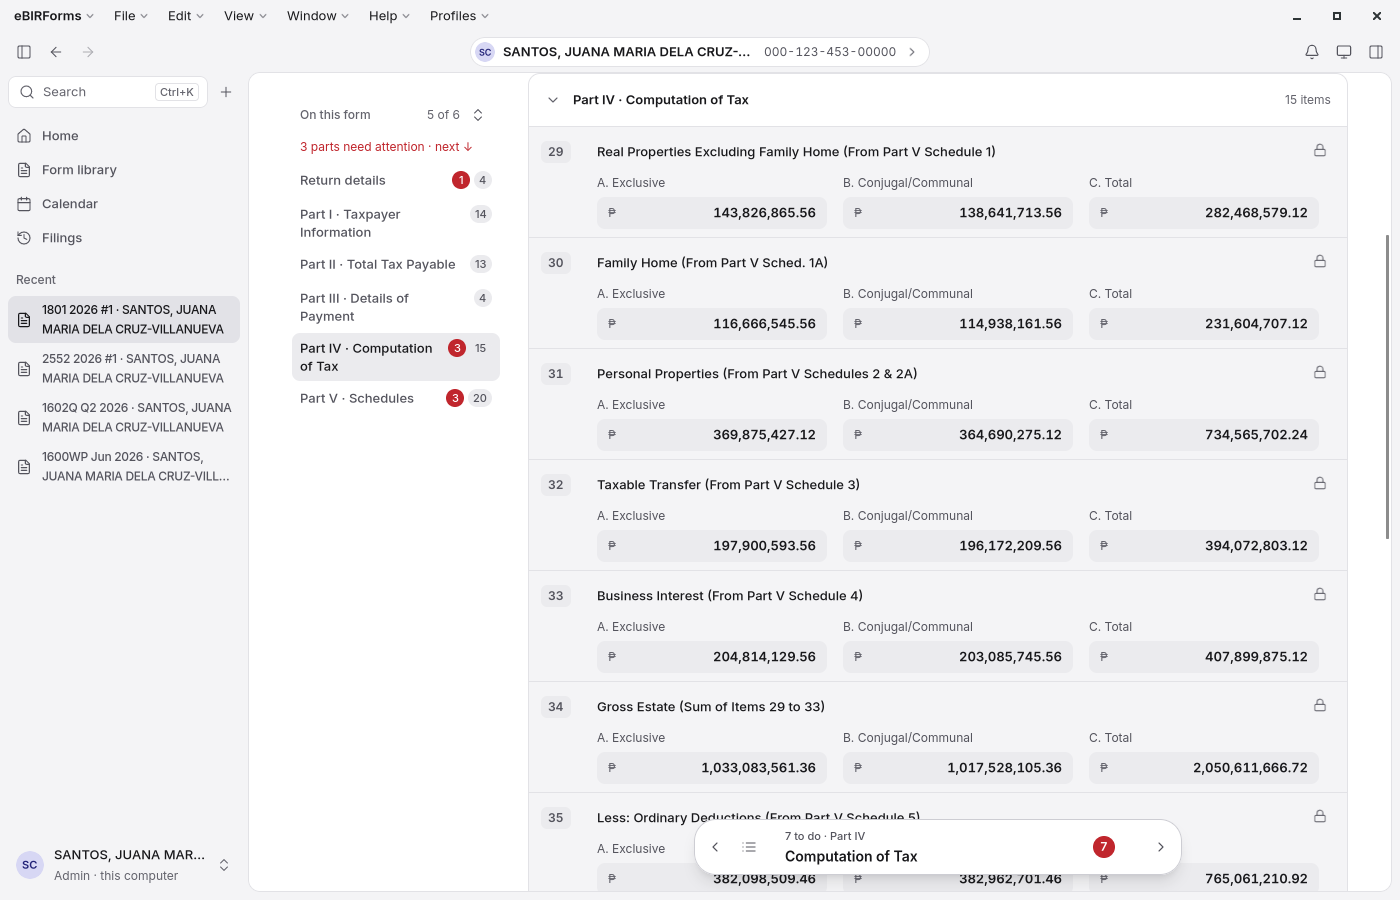 eBIRForms File Edit View Window Help Profiles
SC SANTOS, JUANA MARIA DELA CRUZ-... 000-123-453-00000
Search Ctrl+K
Home
Form library
Calendar
Filings
Recent
1801 2026 #1 · SANTOS, JUANA
MARIA DELA CRUZ-VILLANUEVA
2552 2026 #1 · SANTOS, JUANA
MARIA DELA CRUZ-VILLANUEVA
1602Q Q2 2026 · SANTOS, JUANA
MARIA DELA CRUZ-VILLANUEVA
1600WP Jun 2026 · SANTOS,
JUANA MARIA DELA CRUZ-VILL...
SC SANTOS, JUANA MAR...
Admin · this computer
On this form 5 of 6
3 parts need attention · next ↓
Return details 1 4
Part I · Taxpayer
Information 14
Part II · Total Tax Payable 13
Part III · Details of
Payment 4
Part IV · Computation
of Tax 3 15
Part V · Schedules 3 20
Part IV · Computation of Tax 15 items
29 Real Properties Excluding Family Home (From Part V Schedule 1)
A. Exclusive B. Conjugal/Communal C. Total
₱ 143,826,865.56 ₱ 138,641,713.56 ₱ 282,468,579.12
30 Family Home (From Part V Sched. 1A)
A. Exclusive B. Conjugal/Communal C. Total
₱ 116,666,545.56 ₱ 114,938,161.56 ₱ 231,604,707.12
31 Personal Properties (From Part V Schedules 2 & 2A)
A. Exclusive B. Conjugal/Communal C. Total
₱ 369,875,427.12 ₱ 364,690,275.12 ₱ 734,565,702.24
32 Taxable Transfer (From Part V Schedule 3)
A. Exclusive B. Conjugal/Communal C. Total
₱ 197,900,593.56 ₱ 196,172,209.56 ₱ 394,072,803.12
33 Business Interest (From Part V Schedule 4)
A. Exclusive B. Conjugal/Communal C. Total
₱ 204,814,129.56 ₱ 203,085,745.56 ₱ 407,899,875.12
34 Gross Estate (Sum of Items 29 to 33)
A. Exclusive B. Conjugal/Communal C. Total
₱ 1,033,083,561.36 ₱ 1,017,528,105.36 ₱ 2,050,611,666.72
35 Less: Ordinary Deductions (From Part V Schedule 5)
A. Exclusive
₱ 382,098,509.46 ₱ 382,962,701.46 ₱ 765,061,210.92
7 to do · Part IV
Computation of Tax 7